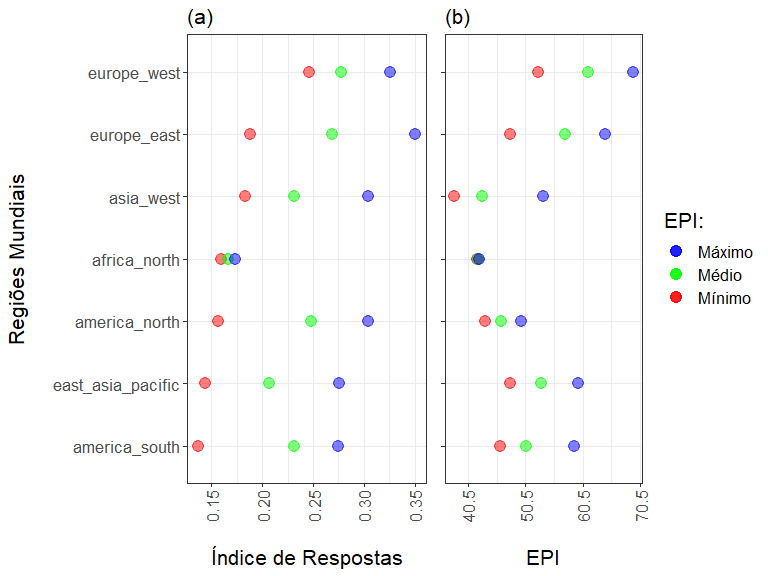 (a)
(b)
Regiões Mundiais
europe_west
europe_east
asia_west
africa_north
america_north
east_asia_pacific
america_south
0.15
0.20
0.25
0.30
0.35
40.5
50.5
60.5
70.5
Índice de Respostas
EPI
EPI:
Máximo
Médio
Mínimo